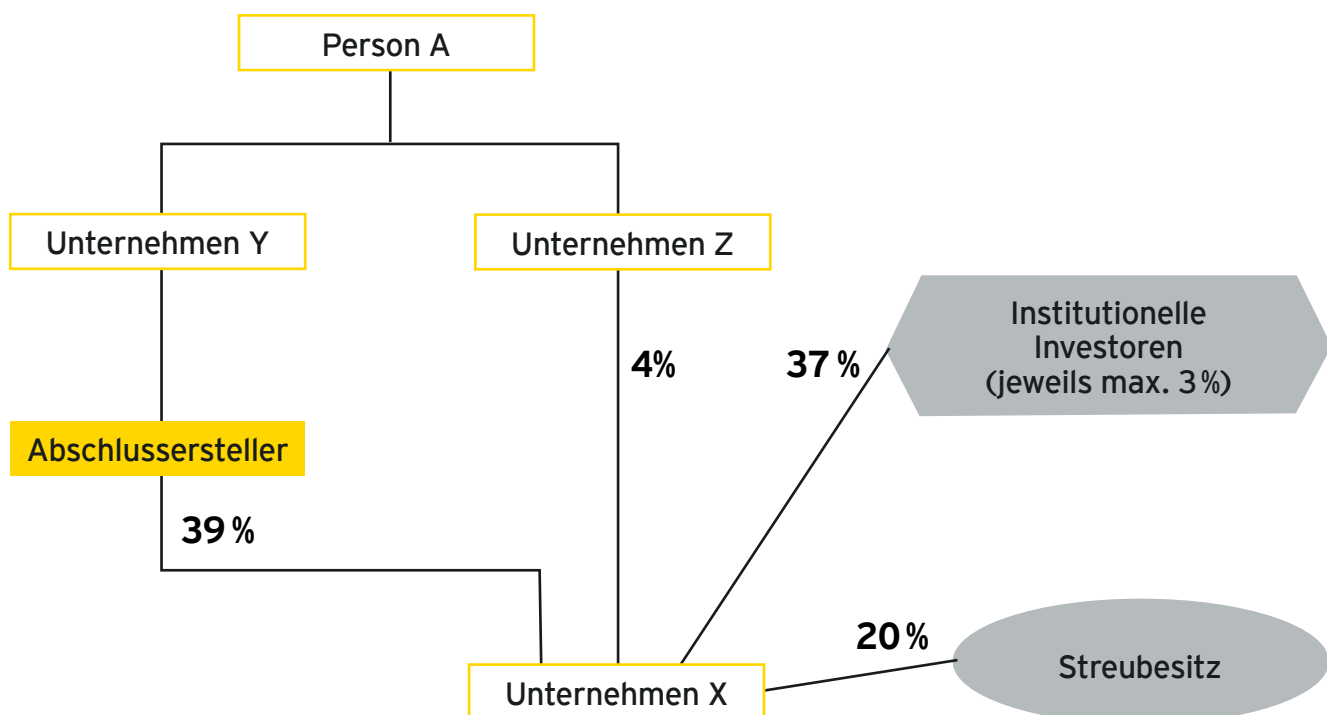 Person A
Unternehmen Y
Unternehmen Z
Institutionelle
Investoren
(jeweils max. 3 %)
4%
37 %
Abschlussersteller
39 %
20 %
Streubesitz
Unternehmen X